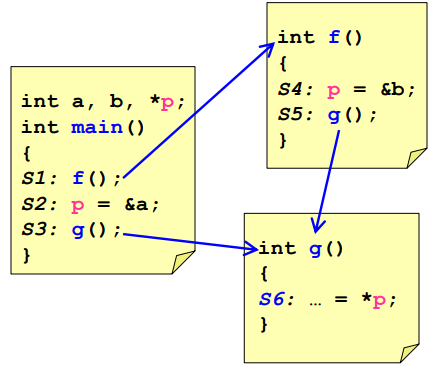 int a, b, *p;
int main()
{
S1: f();
S2: p = &a;
S3: g();
}
int f()
{
S4: p = &b;
S5: g();
}
int g()
{
S6: … = *p;
}